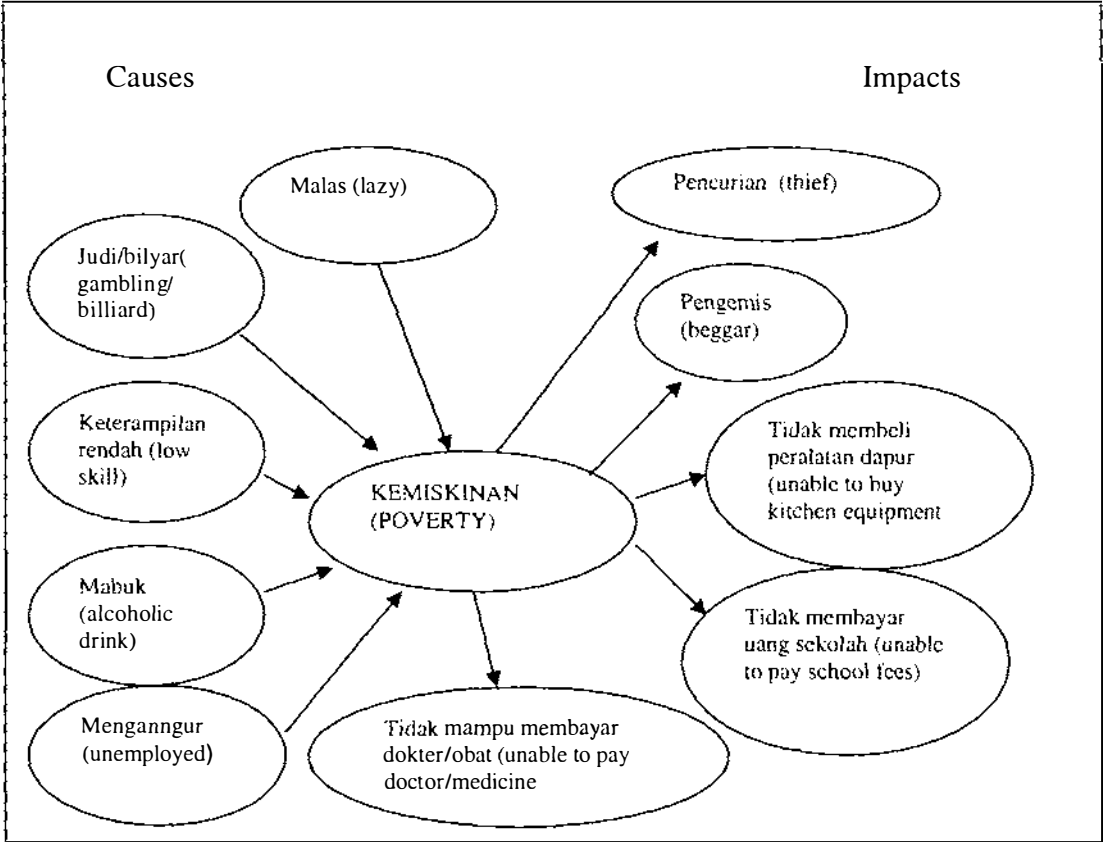 Causes
Impacts
Malas (lazy)
Pencurian (thief)
Judi/bilyar(
gambling/
billiard)
Pengemis
(beggar)
Keterampilan
rendah (low
skill)
Tidak membeli
peralatan dapur
(unable to buy
kitchen equipment
KEMISKINAN
(POVERTY)
Mabuk
(alcoholic
drink)
Tidak membayar
uang sekolah (unable
to pay school fees)
Menganngur
(unemployed)
Tidak mampu membayar
dokter/obat (unable to pay
doctor/medicine